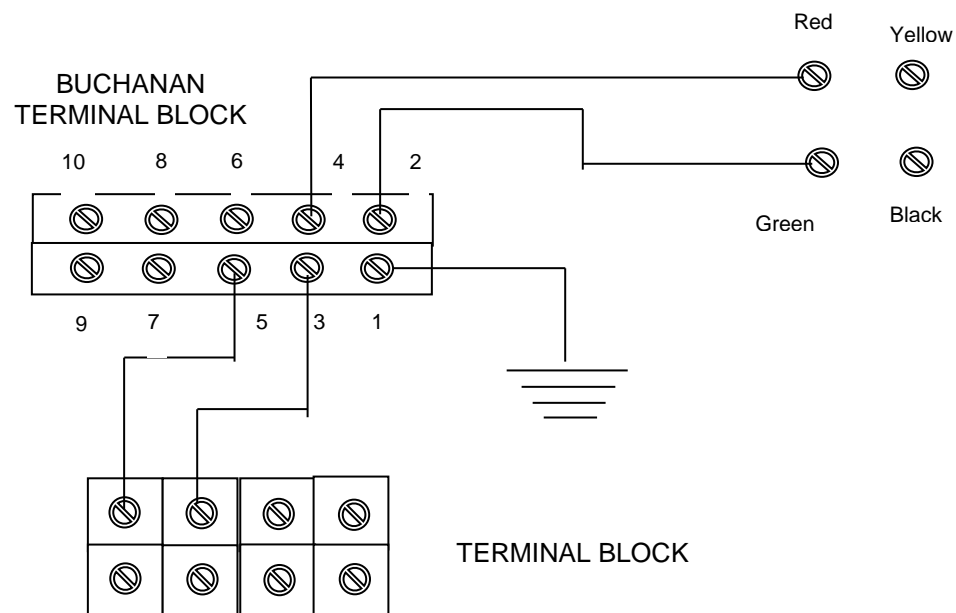 Red
Yellow
BUCHANAN
TERMINAL BLOCK
10 8 6 4 2
Green
Black
9 7 5 3 1
TERMINAL BLOCK